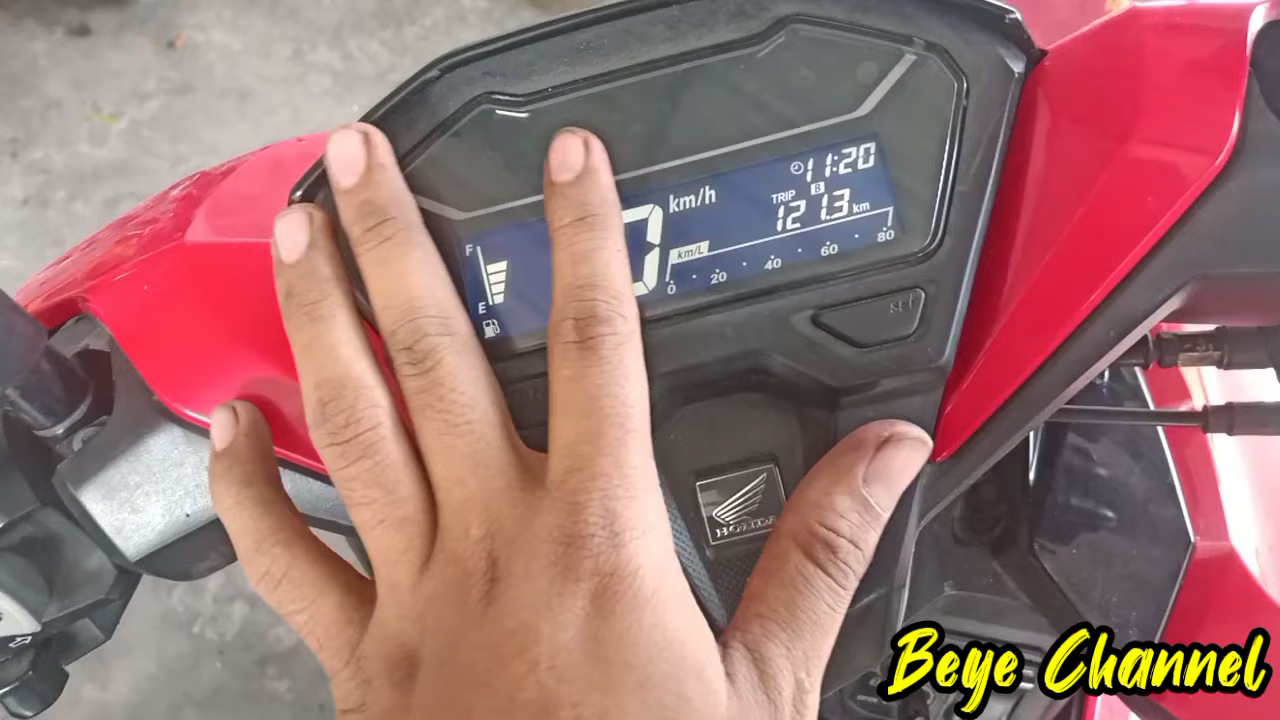 km/h
11:20
TRIP B
121.3 km
F
E
km/L
0 20 40 60 80
SET
HONDA
Beye Channel